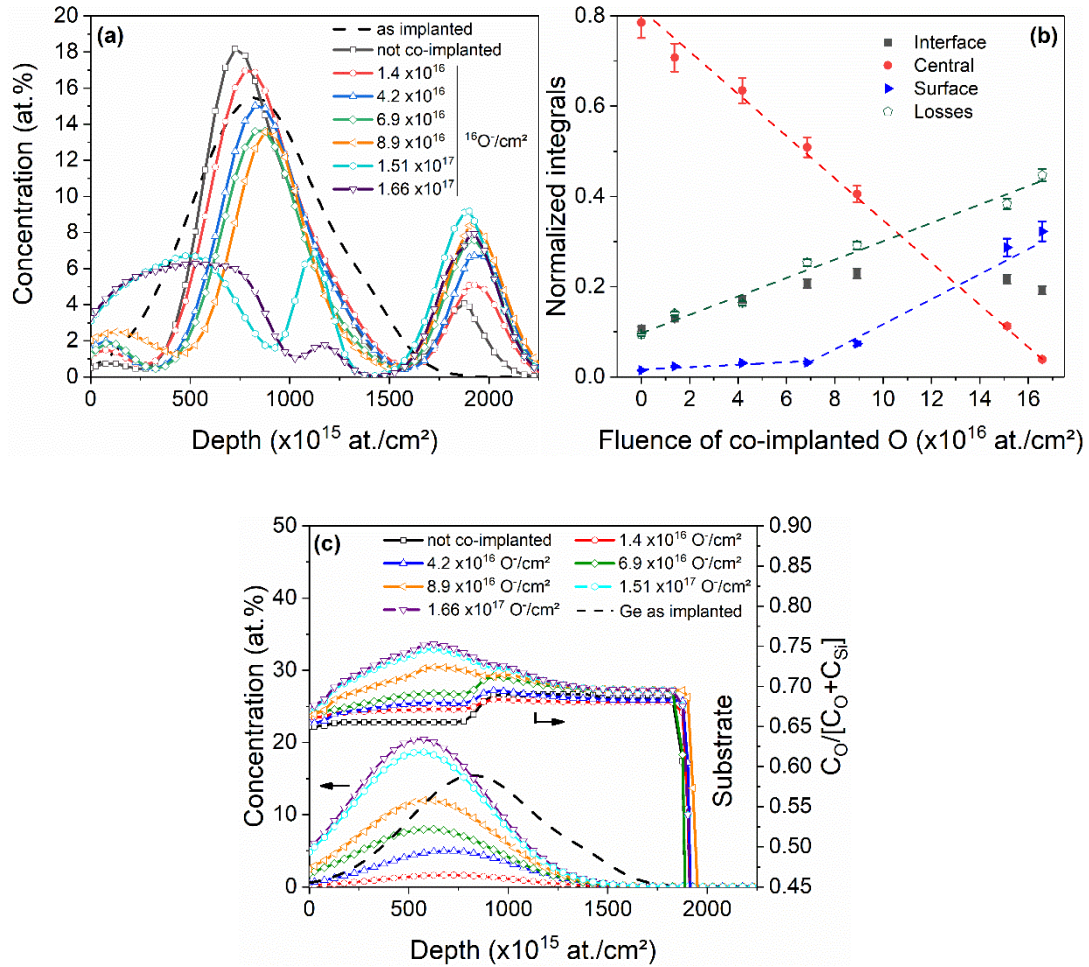 (a)
as implanted
not co-implanted
1.4 x10¹⁶
4.2 x10¹⁶
6.9 x10¹⁶
8.9 x10¹⁶
1.51 x10¹⁷
1.66 x10¹⁷
¹⁶O⁻/cm²
Concentration (at.%)
20
18
16
14
12
10
8
6
4
2
0
0 500 1000 1500 2000
Depth (x10¹⁵ at./cm²)
(b)
Interface
Central
Surface
Losses
Normalized integrals
0.8
0.6
0.4
0.2
0.0
0 2 4 6 8 10 12 14 16
Fluence of co-implanted O (x10¹⁶ at./cm²)
(c)
not co-implanted 1.4 x10¹⁶ O⁻/cm²
4.2 x10¹⁶ O⁻/cm² 6.9 x10¹⁶ O⁻/cm²
8.9 x10¹⁶ O⁻/cm² 1.51 x10¹⁷ O⁻/cm²
1.66 x10¹⁷ O⁻/cm² Ge as implanted
Concentration (at.%)
50
40
30
20
10
0
Substrate
0.90
0.85
0.80
0.75
0.70
0.65
0.60
0.55
0.50
0.45
C_O/[C_O+C_Si]
0 500 1000 1500 2000
Depth (x10¹⁵ at./cm²)